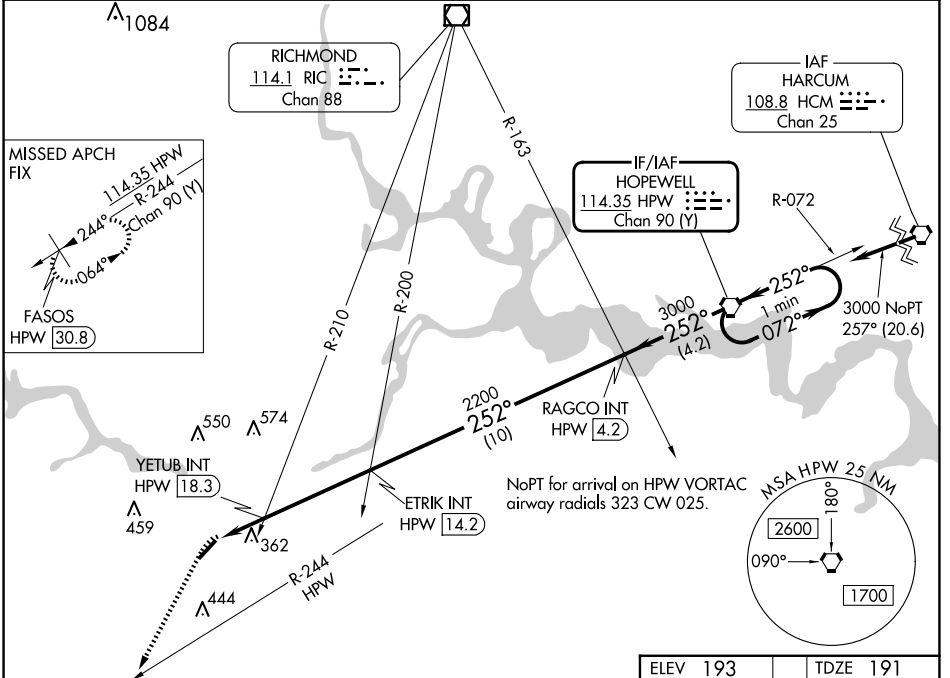 1084
RICHMOND
114.1 RIC
Chan 88
IAF
HARCUM
108.8 HCM
Chan 25
MISSED APCH
FIX
114.35 HPW
R-244
Chan 90 (Y)
244°
064°
FASOS
HPW 30.8
R-163
IF/IAF
HOPEWELL
114.35 HPW
Chan 90 (Y)
R-072
252°
1 min
072°
3000 NoPT
257° (20.6)
3000
252°
(4.2)
R-210
R-200
RAGCO INT
HPW 4.2
2200
252°
(10)
550
574
YETUB INT
HPW 18.3
459
362
ETRIK INT
HPW 14.2
NoPT for arrival on HPW VORTAC
airway radials 323 CW 025.
R-244
HPW
444
MSA HPW 25 NM
180°
2600
090°
1700
ELEV 193
TDZE 191